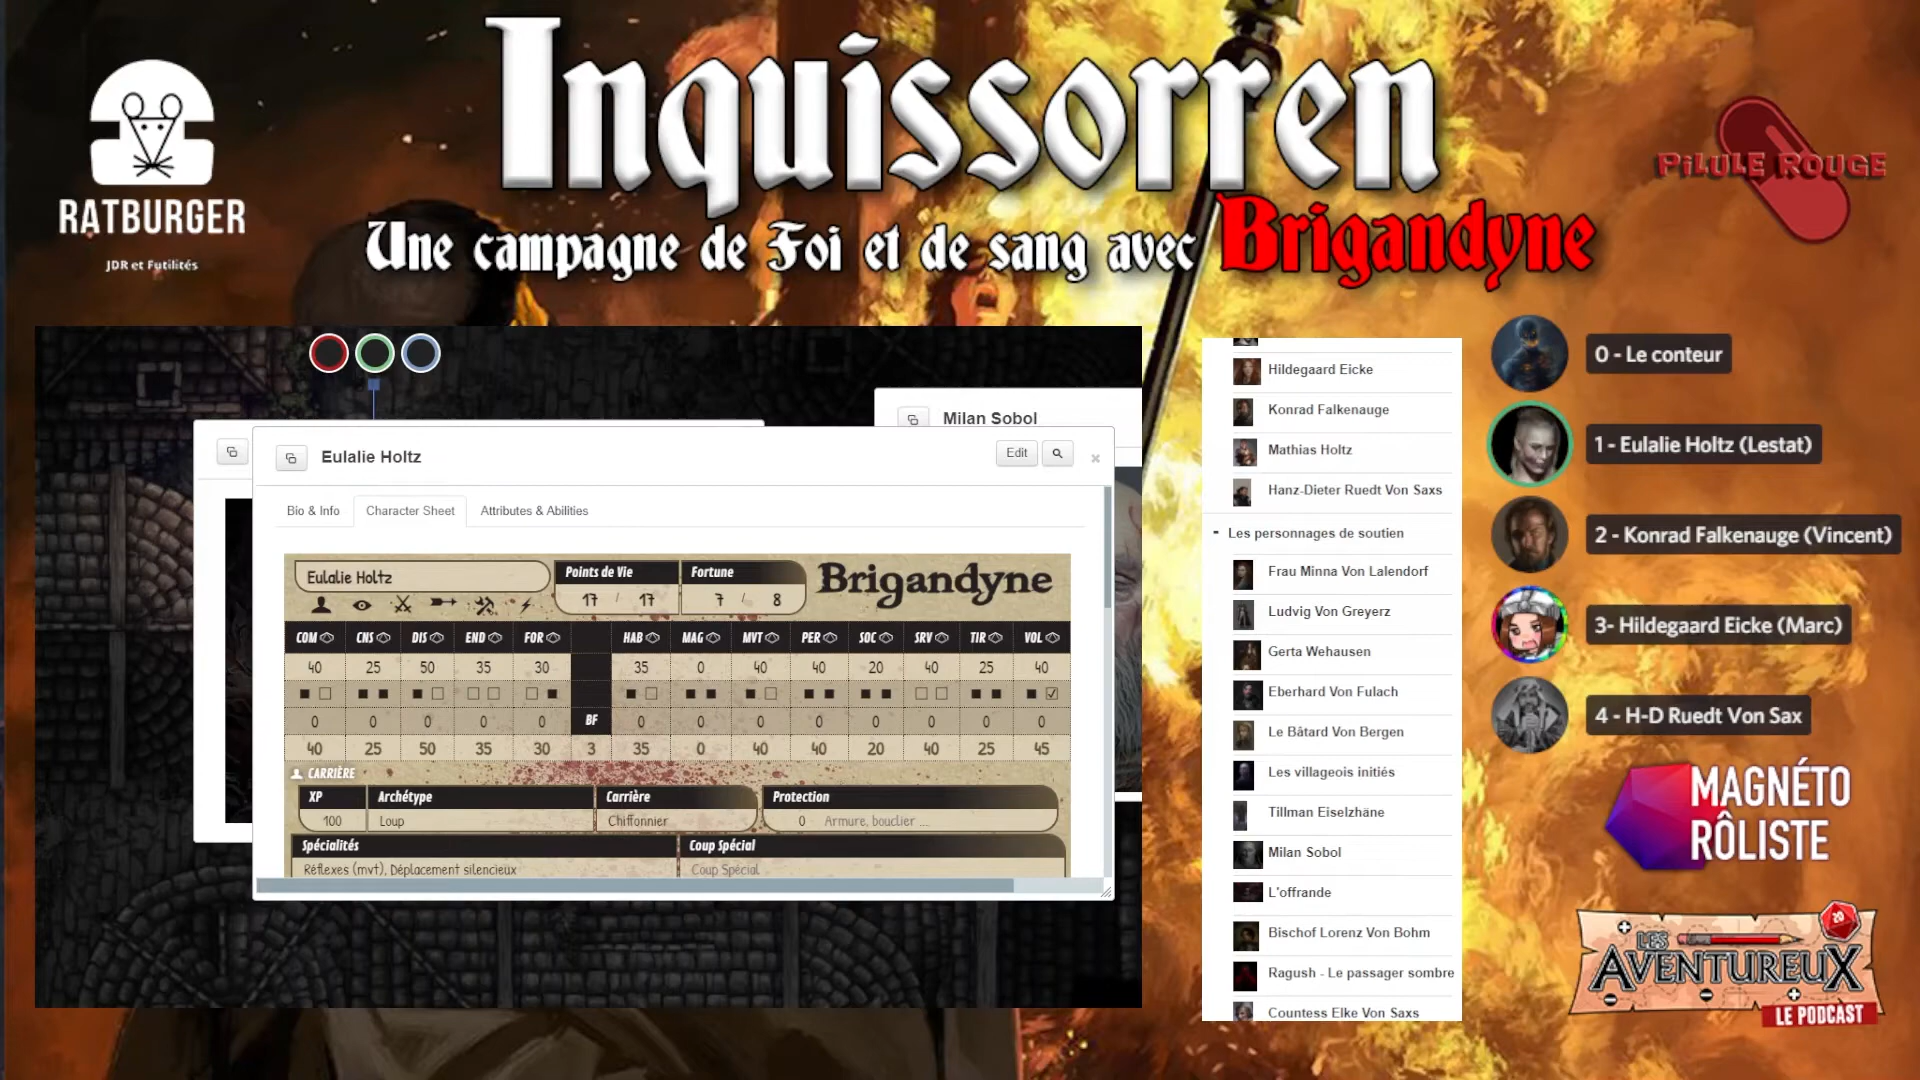 Inquissorren
Une campagne de Foi et de sang avec Brigandyne
RATBURGER
JDR et Futilités
PiLULE ROUGE
Milan Sobol
Eulalie Holtz
Edit
×
Bio & Info
Character Sheet
Attributes & Abilities
Eulalie Holtz
Points de Vie
17 / 17
Fortune
7 / 8
Brigandyne
COM CNS DIS END FOR HAB MAG MVT PER SOC SRV TIR VOL
40 25 50 35 30 35 0 40 40 20 40 25 40
0 0 0 0 0 BF 0 0 0 0 0 0 0 0
40 25 50 35 30 3 35 0 40 40 20 40 25 45
CARRIÈRE
XP Archétype Carrière Protection
100 Loup Chiffonnier 0 Armure, bouclier ...
Spécialités Coup Spécial
Réflexes (mvt), Déplacement silencieux Coup Spécial
Hildegaard Eicke
Konrad Falkenauge
Mathias Holtz
Hanz-Dieter Ruedt Von Saxs
- Les personnages de soutien
Frau Minna Von Lalendorf
Ludvig Von Greyerz
Gerta Wehausen
Eberhard Von Fulach
Le Bâtard Von Bergen
Les villageois initiés
Tillman Eiselzhäne
Milan Sobol
L'offrande
Bischof Lorenz Von Bohm
Ragush - Le passager sombre
Countess Elke Von Saxs
0 - Le conteur
1 - Eulalie Holtz (Lestat)
2 - Konrad Falkenauge (Vincent)
3- Hildegaard Eicke (Marc)
4 - H-D Ruedt Von Sax
MAGNÉTO
RÔLISTE
20
LES
AVENTUREUX
LE PODCAST